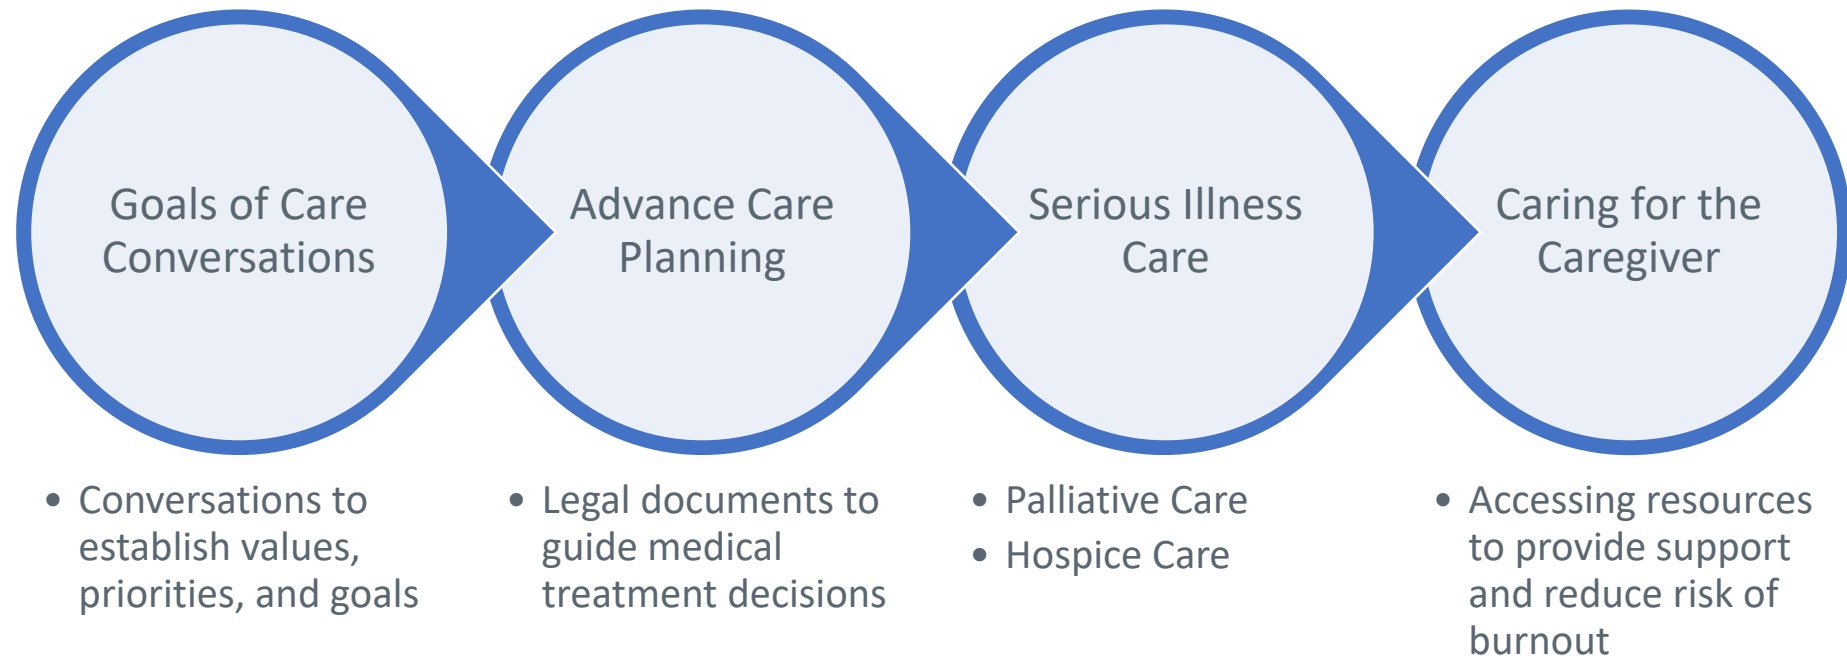 Goals of Care
Conversations
• Conversations to
establish values,
priorities, and goals
Advance Care
Planning
• Legal documents to
guide medical
treatment decisions
Serious Illness
Care
• Palliative Care
• Hospice Care
Caring for the
Caregiver
• Accessing resources
to provide support
and reduce risk of
burnout